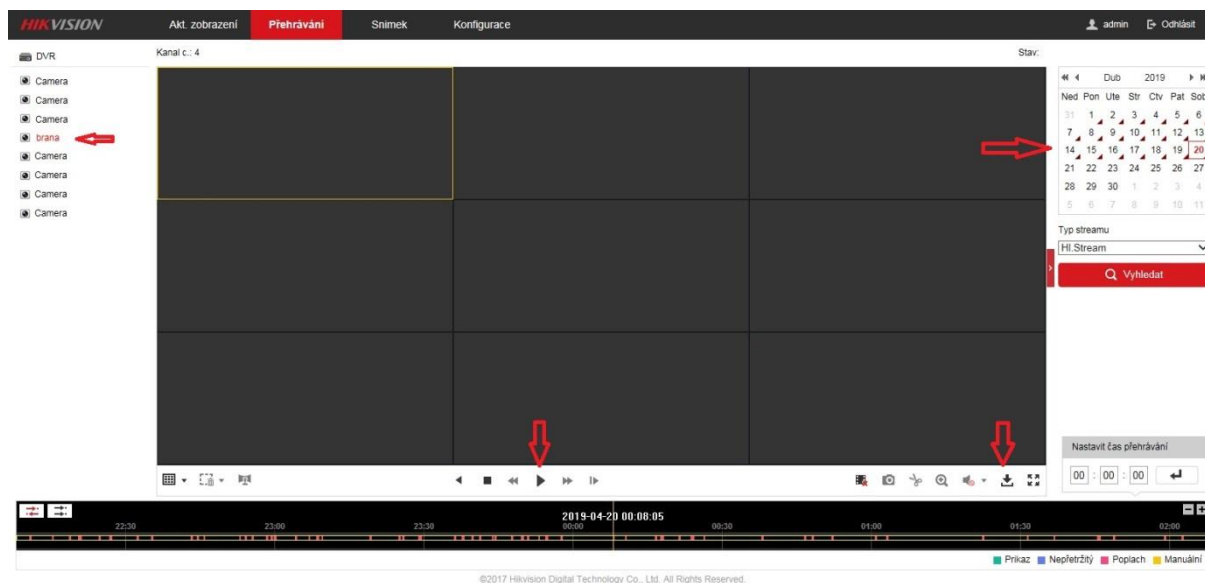 HIKVISION Akt. zobrazení Přehrávání Snimek Konfigurace admin Odhlásit
DVR
Kanal c.: 4 Stav:
Camera
Camera
Camera
brana
Camera
Camera
Camera
Camera
Dub 2019
Ned Pon Ute Str Ctv Pat Sob
31 1 2 3 4 5 6
7 8 9 10 11 12 13
14 15 16 17 18 19 20
21 22 23 24 25 26 27
28 29 30 1 2 3 4
5 6 7 8 9 10 11
Typ streamu
HI.Stream
Vyhledat
Nastavit čas přehrávání
00 : 00 : 00
2019-04-20 00:08:05
22:30 23:00 23:30 00:00 00:30 01:00 01:30 02:00
Prikaz Nepřetržitý Poplach Manuální
©2017 Hikvision Digital Technology Co., Ltd. All Rights Reserved.